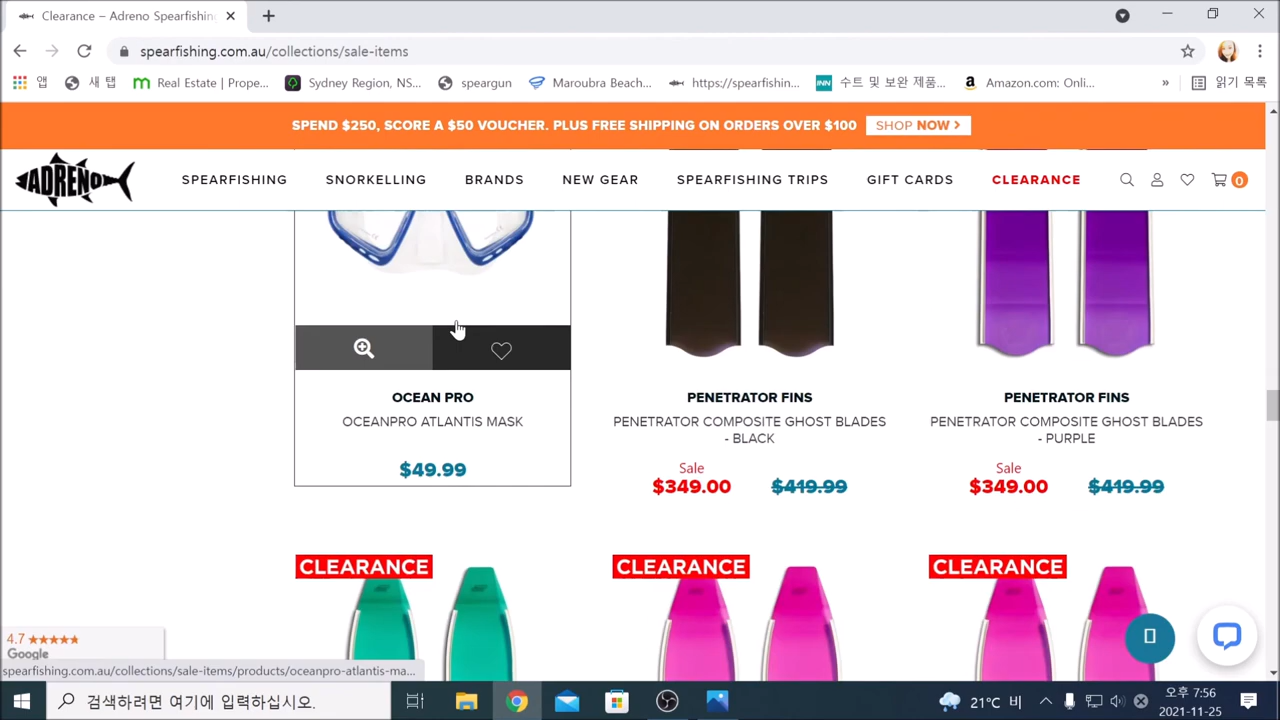 Clearance – Adreno Spearfishing
spearfishing.com.au/collections/sale-items
앱 새 탭 Real Estate | Prope... Sydney Region, NS... speargun Maroubra Beach... https://spearfishin... 수트 및 보완 제품... Amazon.com: Onli... » 읽기 목록
SPEND $250, SCORE A $50 VOUCHER. PLUS FREE SHIPPING ON ORDERS OVER $100 SHOP NOW >
ADRENO SPEARFISHING SNORKELLING BRANDS NEW GEAR SPEARFISHING TRIPS GIFT CARDS CLEARANCE 0
OCEAN PRO PENETRATOR FINS PENETRATOR FINS
OCEANPRO ATLANTIS MASK PENETRATOR COMPOSITE GHOST BLADES PENETRATOR COMPOSITE GHOST BLADES
- BLACK - PURPLE
Sale Sale
$49.99 $349.00 $419.99 $349.00 $419.99
CLEARANCE CLEARANCE CLEARANCE
4.7
Google
spearfishing.com.au/collections/sale-items/products/oceanpro-atlantis-ma...
검색하려면 여기에 입력하십시오.
21°C 비
오후 7:56
2021-11-25